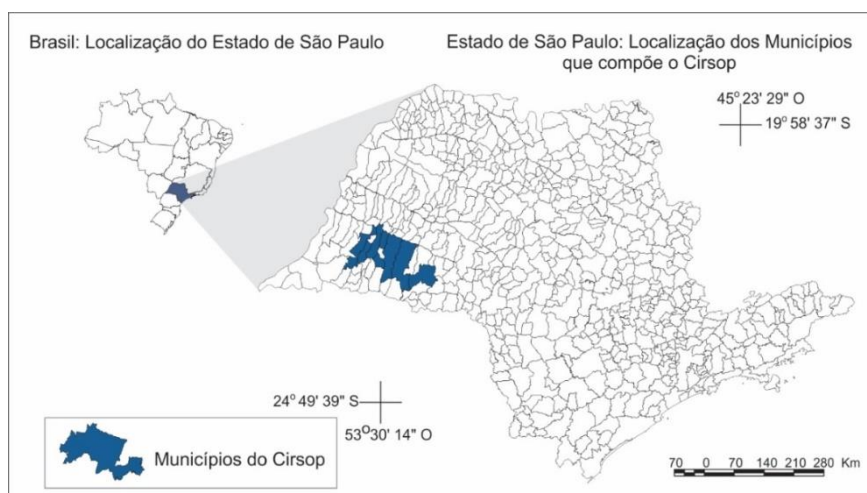 Brasil: Localização do Estado de São Paulo
Estado de São Paulo: Localização dos Municípios
que compõe o Cirsop
45º 23' 29" O
19º 58' 37" S
24º 49' 39" S
53º 30' 14" O
Municípios do Cirsop
70 0 70 140 210 280 Km